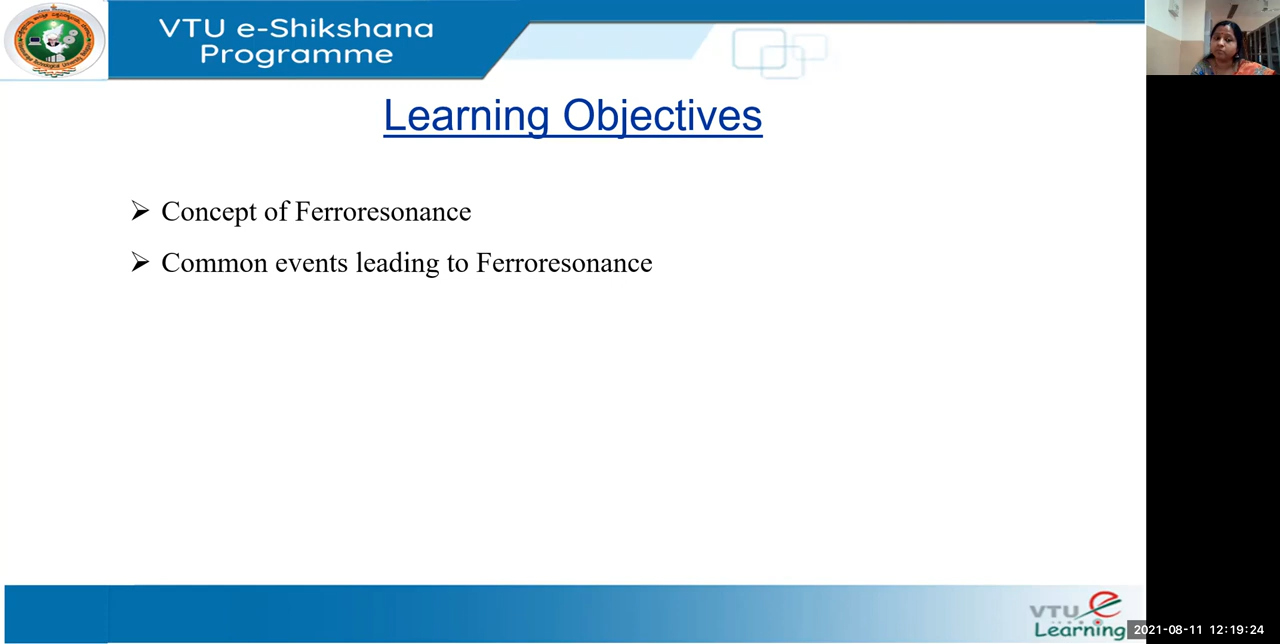 VTU e-Shikshana
Programme
Learning Objectives
➢ Concept of Ferroresonance
➢ Common events leading to Ferroresonance
VTU e
Learning
2021-08-11 12:19:24